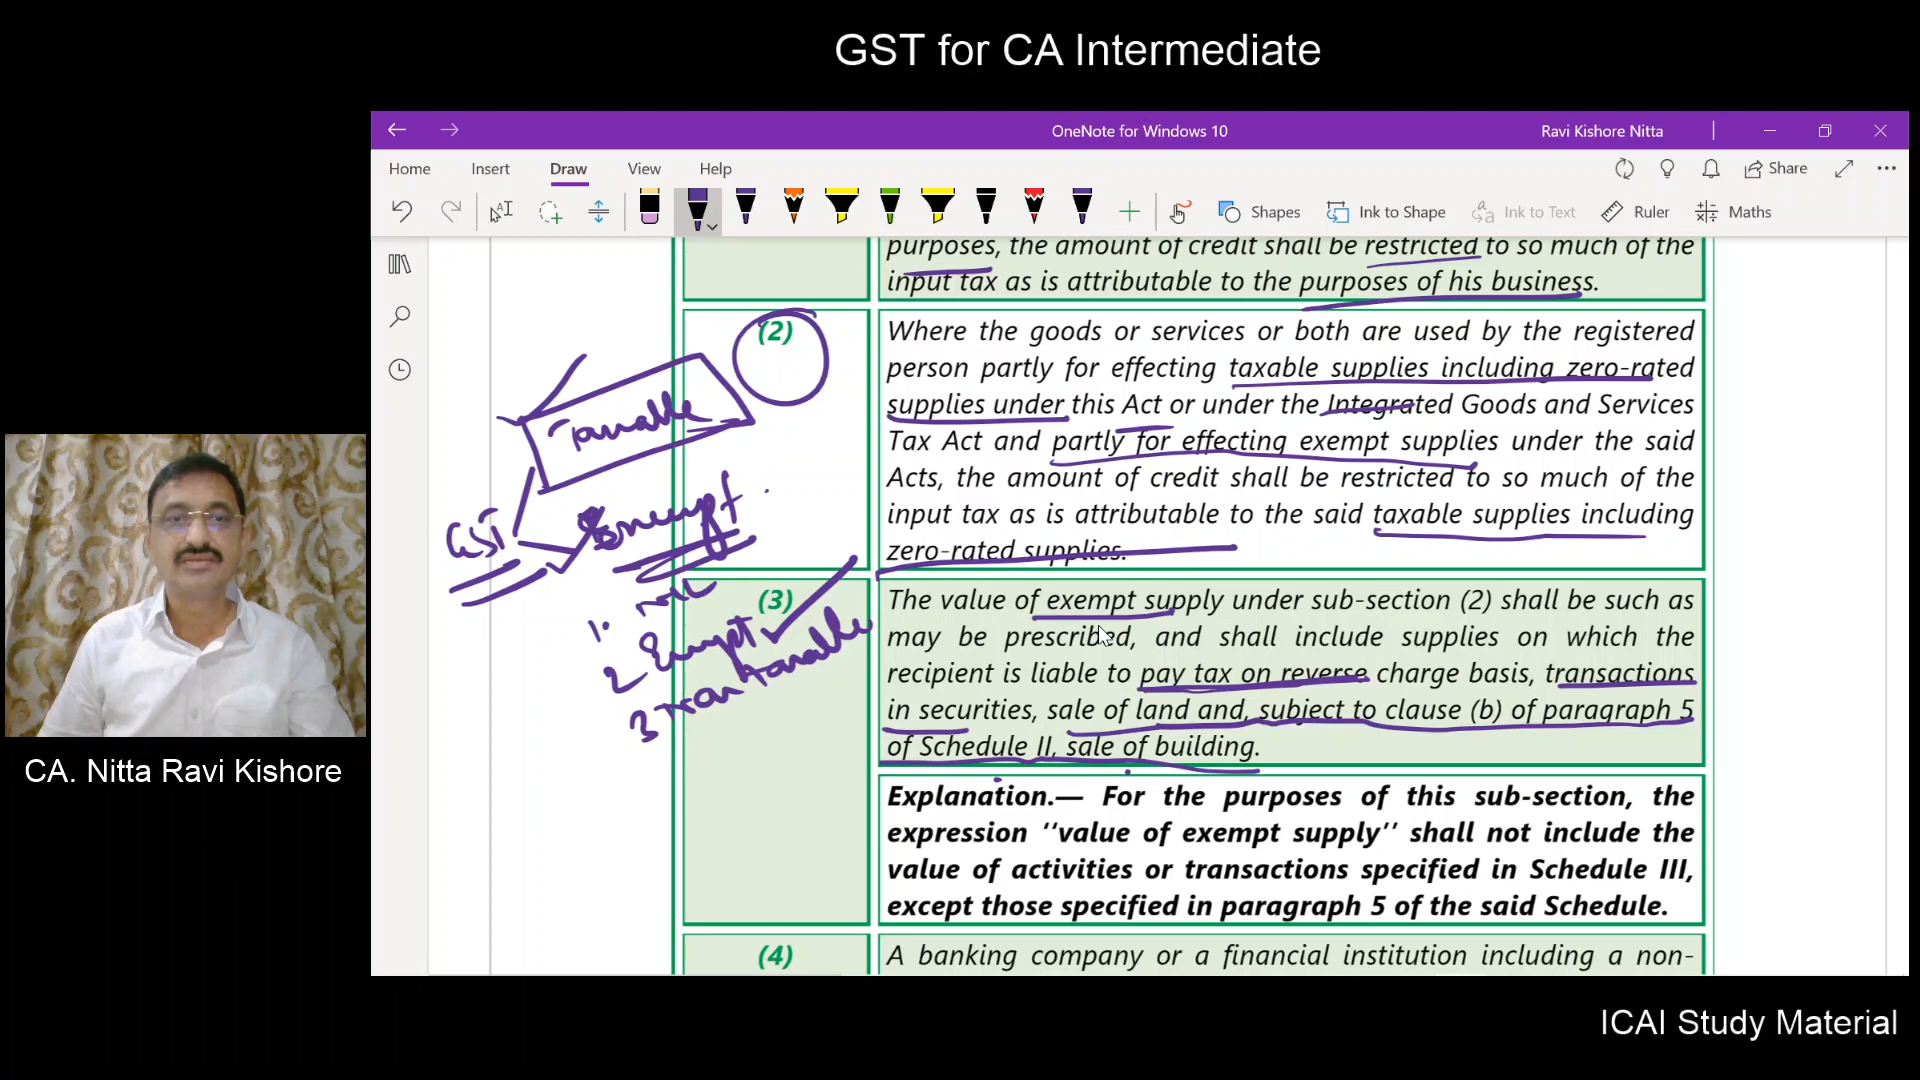 GST for CA Intermediate
OneNote for Windows 10
Ravi Kishore Nitta
Home
Insert
Draw
View
Help
Share
Shapes
Ink to Shape
Ink to Text
Ruler
Maths
purposes, the amount of credit shall be restricted to so much of the
input tax as is attributable to the purposes of his business.
(2)
Where the goods or services or both are used by the registered
person partly for effecting taxable supplies including zero-rated
supplies under this Act or under the Integrated Goods and Services
Tax Act and partly for effecting exempt supplies under the said
Acts, the amount of credit shall be restricted to so much of the
input tax as is attributable to the said taxable supplies including
zero-rated supplies.
Taxable
GST
Exempt
1. Nil
2 Exempt
3 Non taxable
(3)
The value of exempt supply under sub-section (2) shall be such as
may be prescribed, and shall include supplies on which the
recipient is liable to pay tax on reverse charge basis, transactions
in securities, sale of land and, subject to clause (b) of paragraph 5
of Schedule II, sale of building.
Explanation.— For the purposes of this sub-section, the
expression ‘‘value of exempt supply’’ shall not include the
value of activities or transactions specified in Schedule III,
except those specified in paragraph 5 of the said Schedule.
(4)
A banking company or a financial institution including a non-
CA. Nitta Ravi Kishore
ICAI Study Material